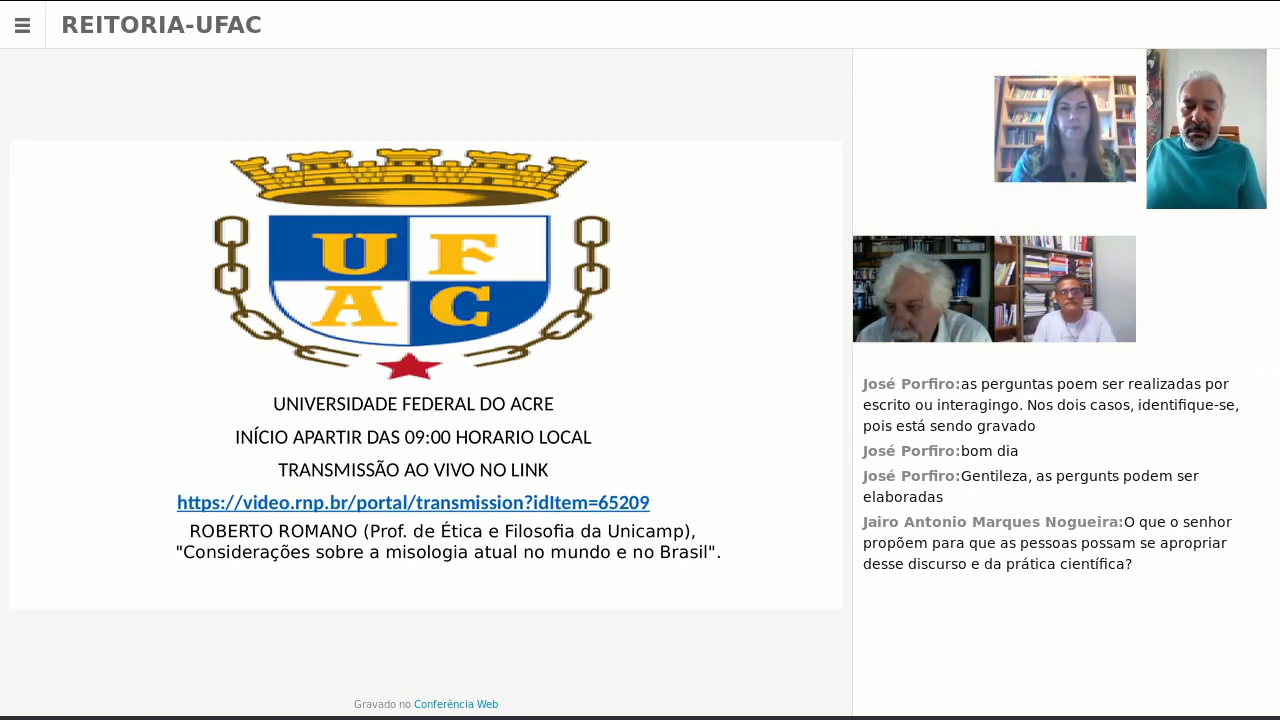 REITORIA-UFAC
U F
A C
UNIVERSIDADE FEDERAL DO ACRE
INÍCIO APARTIR DAS 09:00 HORARIO LOCAL
TRANSMISSÃO AO VIVO NO LINK
https://video.rnp.br/portal/transmission?idItem=65209
ROBERTO ROMANO (Prof. de Ética e Filosofia da Unicamp),
"Considerações sobre a misologia atual no mundo e no Brasil".
Gravado no Conferência Web
José Porfiro:as perguntas poem ser realizadas por
escrito ou interagingo. Nos dois casos, identifique-se,
pois está sendo gravado
José Porfiro:bom dia
José Porfiro:Gentileza, as pergunts podem ser
elaboradas
Jairo Antonio Marques Nogueira:O que o senhor
propõem para que as pessoas possam se apropriar
desse discurso e da prática científica?